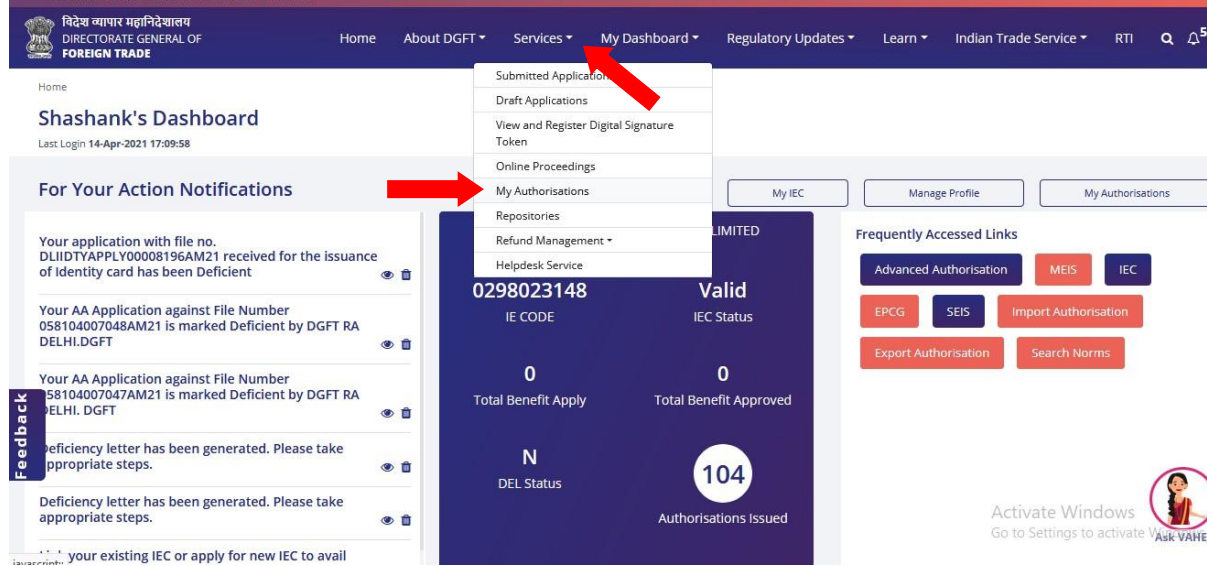 विदेश व्यापार महानिदेशालय
DIRECTORATE GENERAL OF
FOREIGN TRADE
Home
About DGFT
Services
My Dashboard
Regulatory Updates
Learn
Indian Trade Service
RTI
5
Home
Shashank's Dashboard
Last Login 14-Apr-2021 17:09:58
Submitted Application
Draft Applications
View and Register Digital Signature
Token
Online Proceedings
My Authorisations
Repositories
Refund Management
Helpdesk Service
For Your Action Notifications
My IEC
Manage Profile
My Authorisations
Your application with file no.
DLIIDTYAPPLY00008196AM21 received for the issuance
of Identity card has been Deficient
Your AA Application against File Number
058104007048AM21 is marked Deficient by DGFT RA
DELHI.DGFT
Your AA Application against File Number
58104007047AM21 is marked Deficient by DGFT RA
ELHI. DGFT
Deficiency letter has been generated. Please take
appropriate steps.
Deficiency letter has been generated. Please take
appropriate steps.
your existing IEC or apply for new IEC to avail
Feedback
LIMITED
0298023148
IE CODE
Valid
IEC Status
0
Total Benefit Apply
0
Total Benefit Approved
N
DEL Status
104
Authorisations Issued
Frequently Accessed Links
Advanced Authorisation
MEIS
IEC
EPCG
SEIS
Import Authorisation
Export Authorisation
Search Norms
Activate Windows
Go to Settings to activate
Ask VAHE